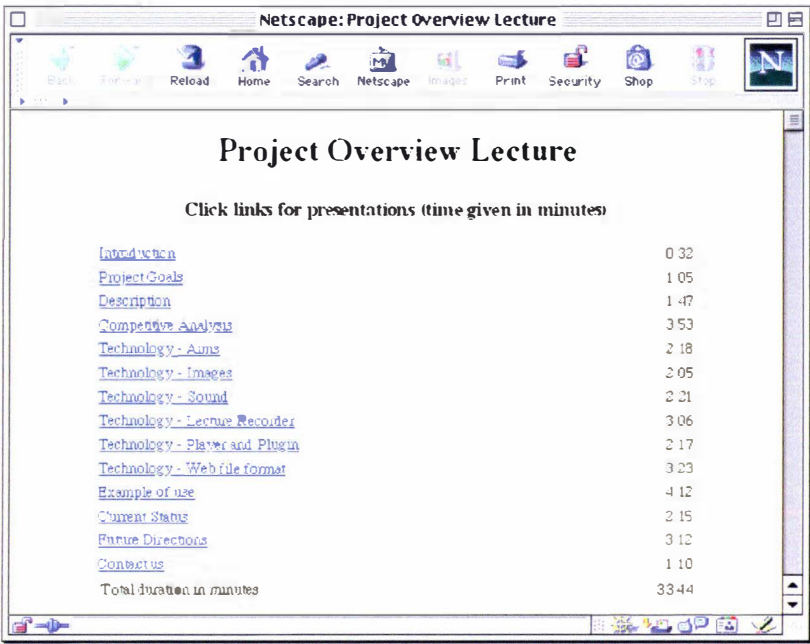 Netscape: Project Overview Lecture
Back Forward Reload Home Search Netscape Images Print Security Shop Stop
N
Project Overview Lecture
Click links for presentations (time given in minutes)
Introduction 0 32
Project Goals 1 05
Description 1 47
Competitive Analysis 3 53
Technology - Aims 2 18
Technology - Images 2 05
Technology - Sound 2 21
Technology - Lecture Recorder 3 06
Technology - Player and Plugin 2 17
Technology - Web file format 3 23
Example of use 4 12
Current Status 2 15
Future Directions 3 12
Contact us 1 10
Total duration in minutes 33 44